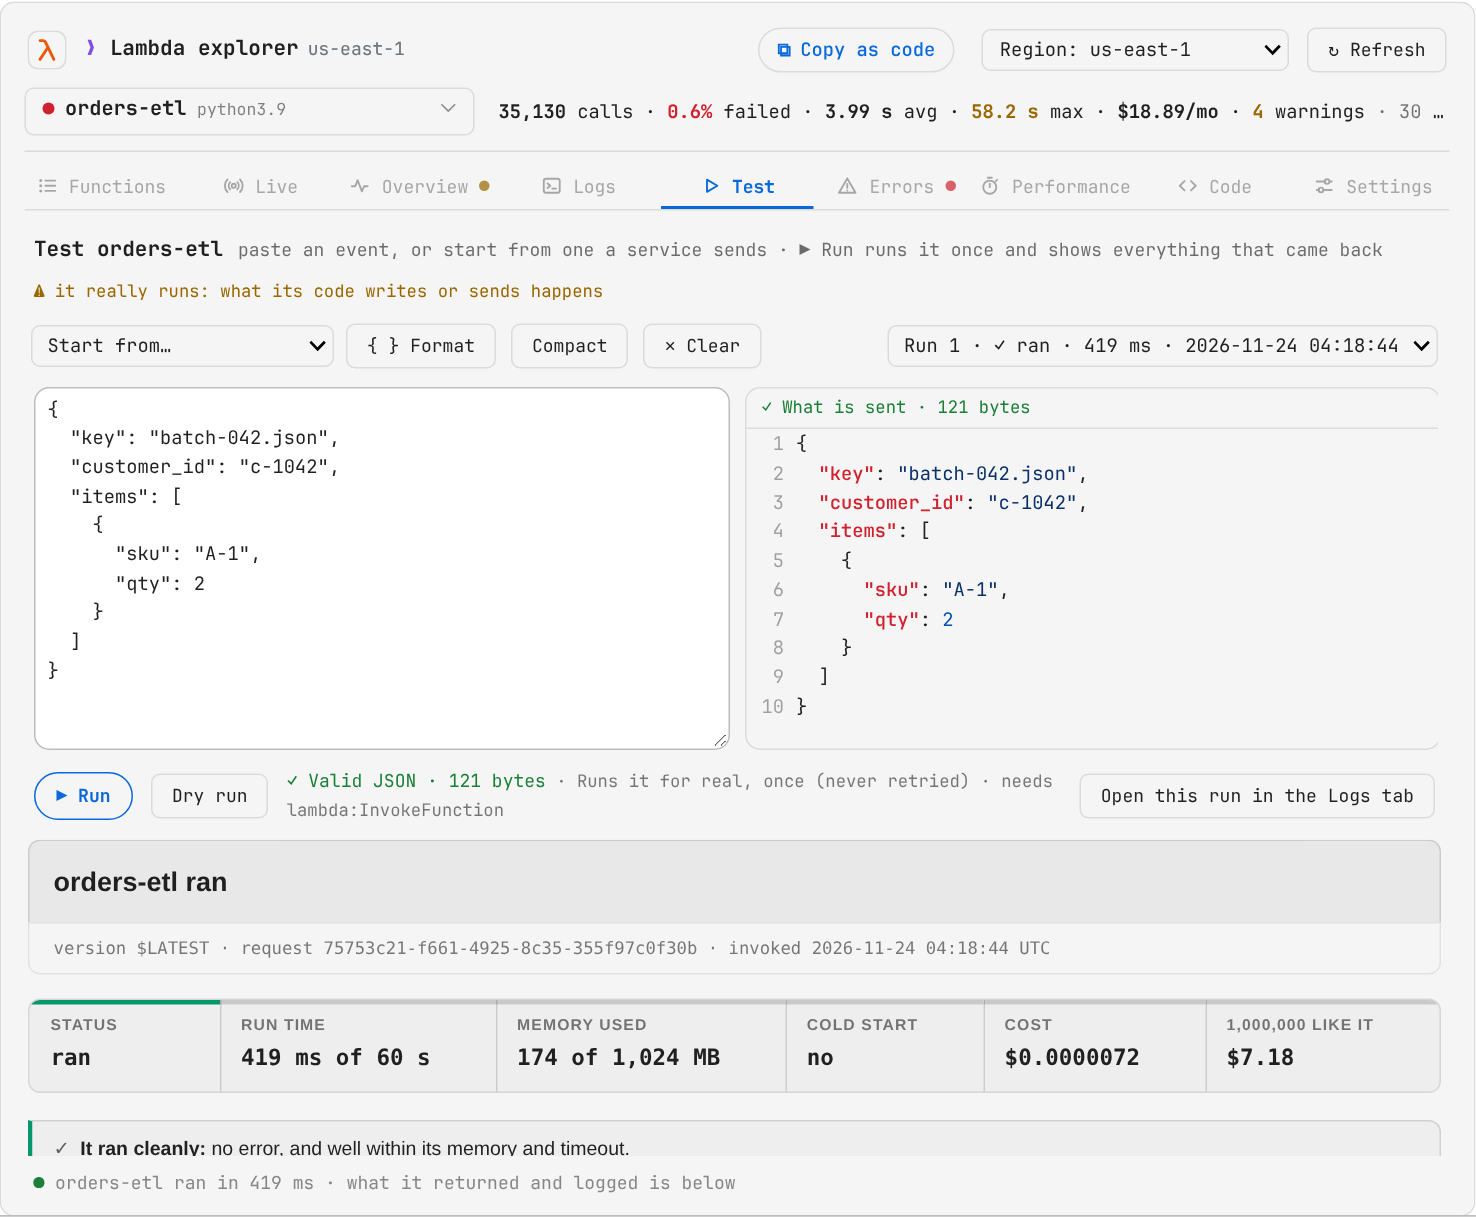 λ ❫ Lambda explorer us-east-1 ⧉ Copy as code Region: us-east-1 ↻ Refresh
orders-etl python3.9 35,130 calls · 0.6% failed · 3.99 s avg · 58.2 s max · $18.89/mo · 4 warnings · 30 …
Functions Live Overview Logs Test Errors Performance Code Settings
Test orders-etl paste an event, or start from one a service sends · ▶ Run runs it once and shows everything that came back
⚠ it really runs: what its code writes or sends happens
Start from… { } Format Compact × Clear Run 1 · ✓ ran · 419 ms · 2026-11-24 04:18:44
{
"key": "batch-042.json",
"customer_id": "c-1042",
"items": [
{
"sku": "A-1",
"qty": 2
}
]
}
✓ What is sent · 121 bytes
1 {
2 "key": "batch-042.json",
3 "customer_id": "c-1042",
4 "items": [
5 {
6 "sku": "A-1",
7 "qty": 2
8 }
9 ]
10 }
▶ Run Dry run ✓ Valid JSON · 121 bytes · Runs it for real, once (never retried) · needs
lambda:InvokeFunction
Open this run in the Logs tab
orders-etl ran
version $LATEST · request 75753c21-f661-4925-8c35-355f97c0f30b · invoked 2026-11-24 04:18:44 UTC
STATUS RUN TIME MEMORY USED COLD START COST 1,000,000 LIKE IT
ran 419 ms of 60 s 174 of 1,024 MB no $0.0000072 $7.18
✓ It ran cleanly: no error, and well within its memory and timeout.
orders-etl ran in 419 ms · what it returned and logged is below